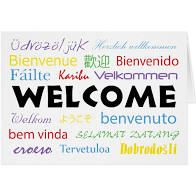 Üdvözöljük Herzlich willkommen
Bienvenue 歡迎 Bienvenido
Fáilte Karibu Velkommen
WELCOME
Welkom ようこそ benvenuto
bem vinda SELAMAT DATANG
croeso Tervetuloa Dobrodošli